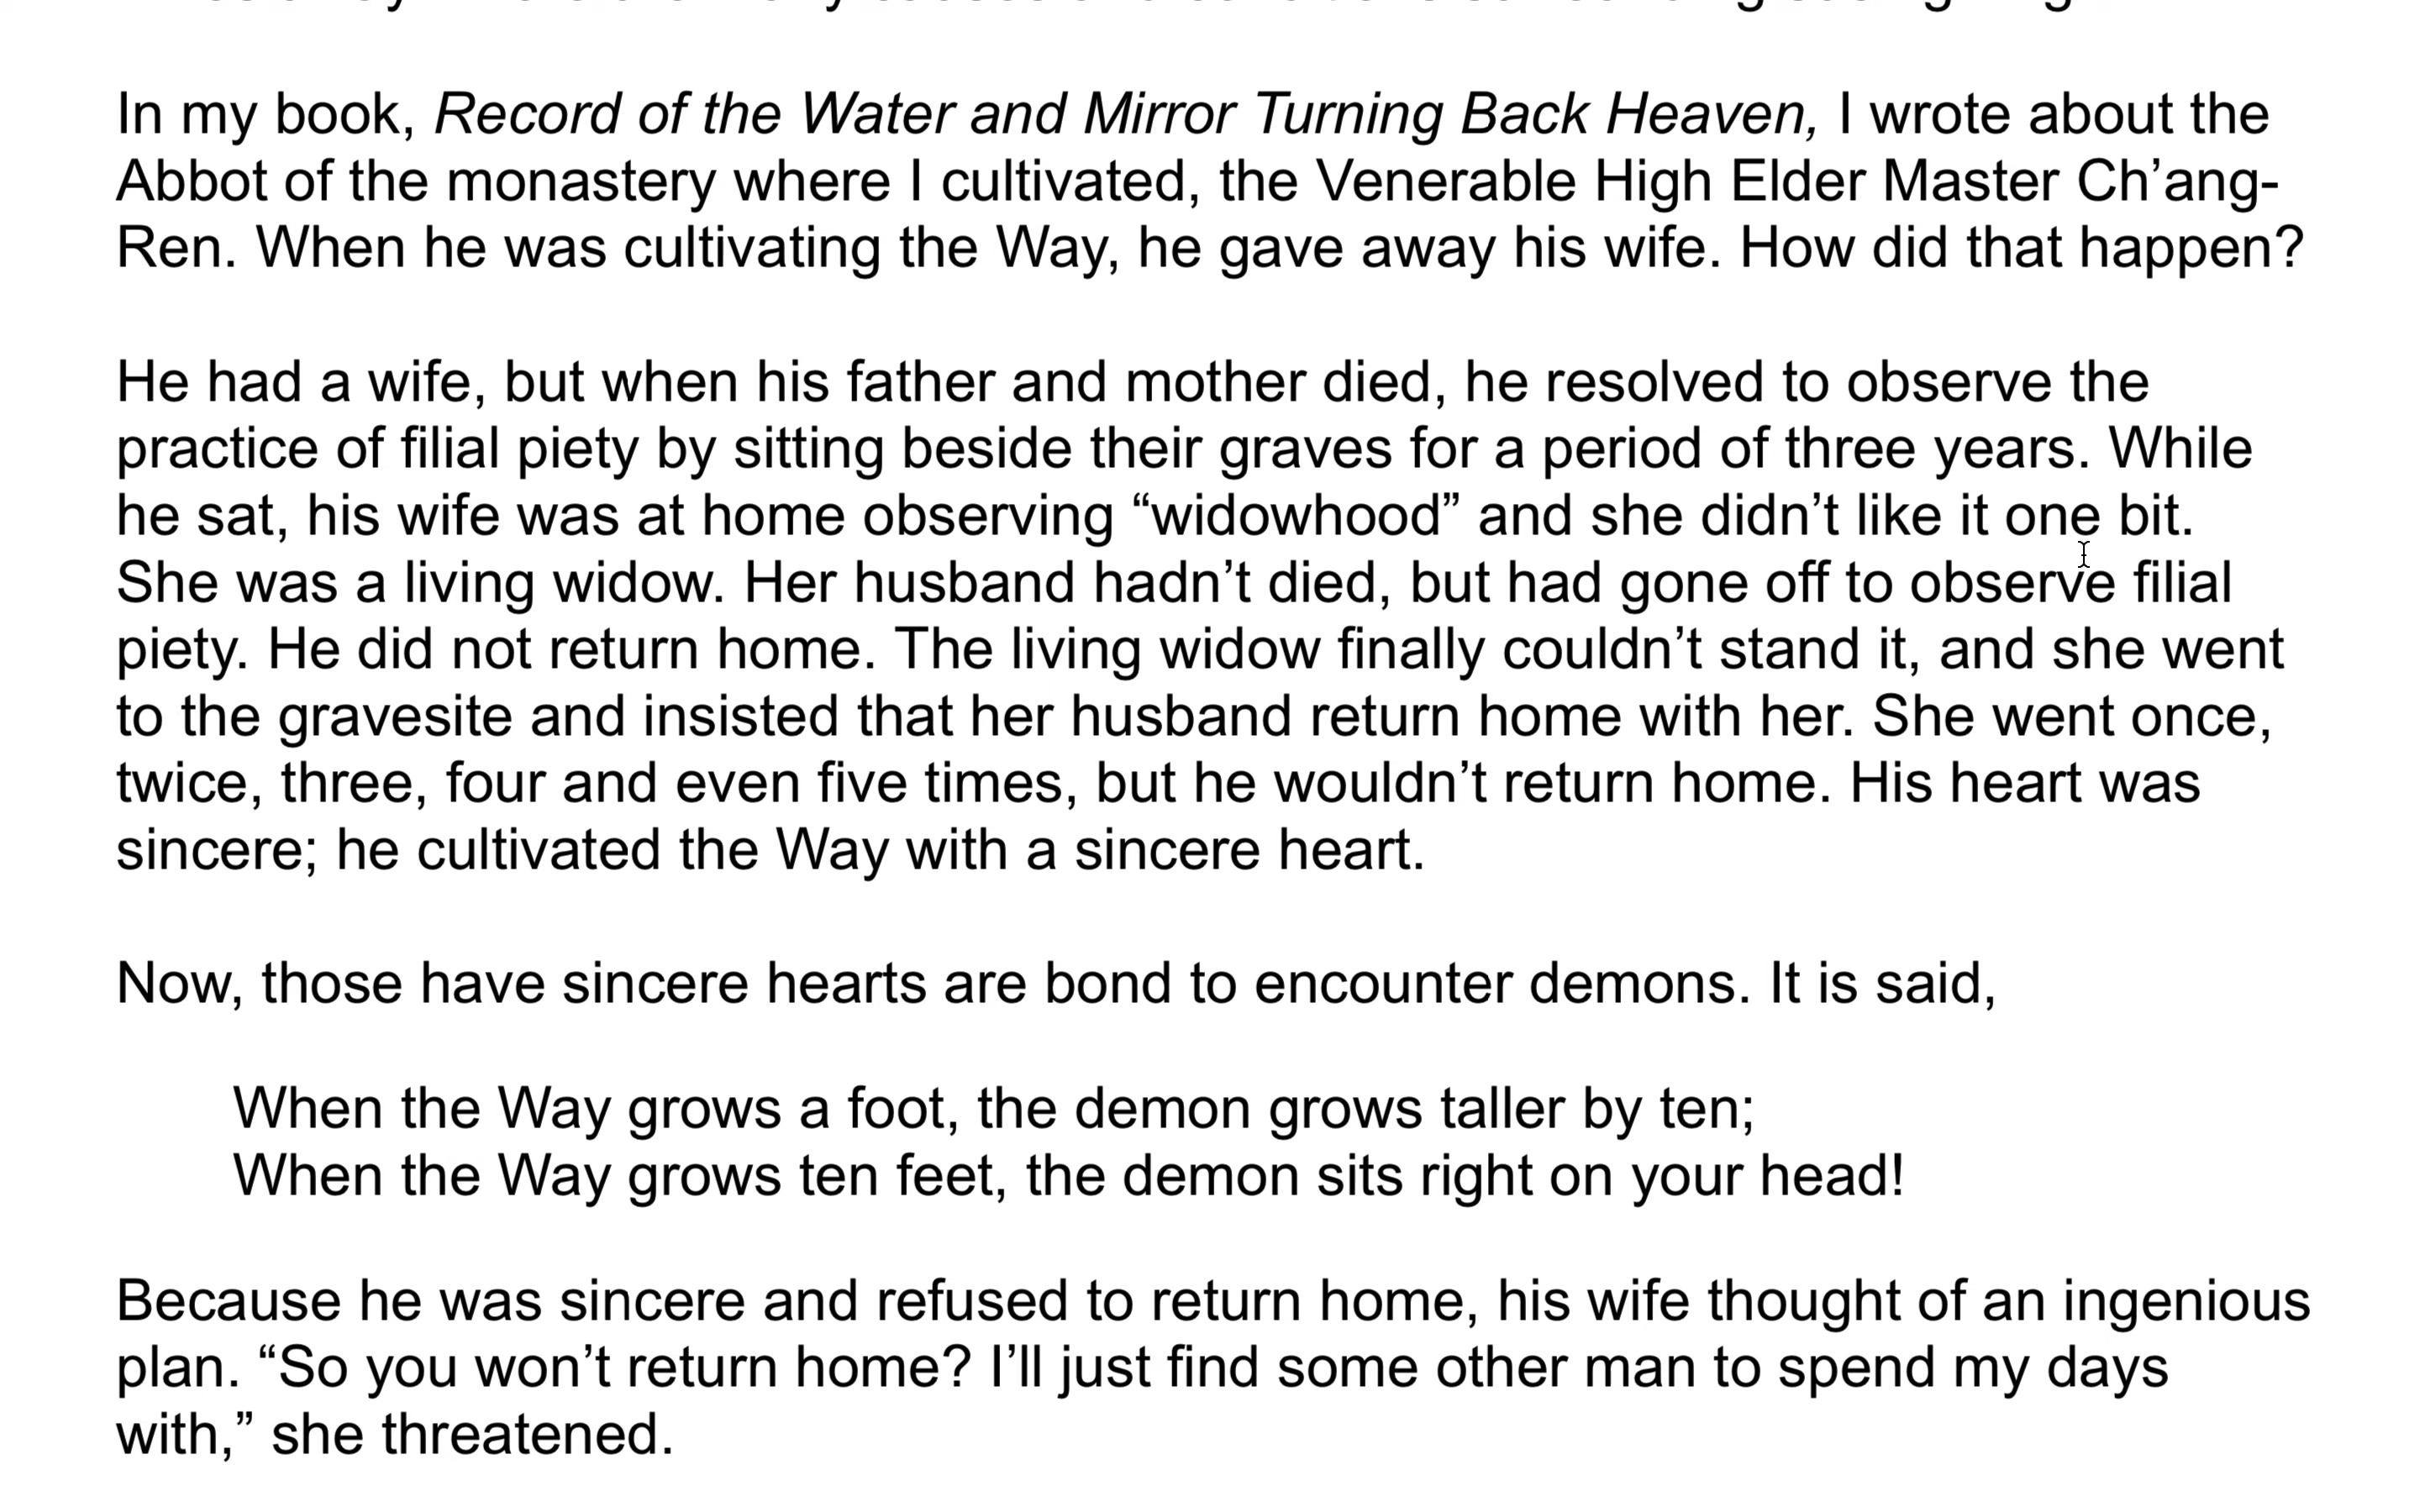 In my book, Record of the Water and Mirror Turning Back Heaven, I wrote about the
Abbot of the monastery where I cultivated, the Venerable High Elder Master Ch’ang-
Ren. When he was cultivating the Way, he gave away his wife. How did that happen?
He had a wife, but when his father and mother died, he resolved to observe the
practice of filial piety by sitting beside their graves for a period of three years. While
he sat, his wife was at home observing “widowhood” and she didn’t like it one bit.
She was a living widow. Her husband hadn’t died, but had gone off to observe filial
piety. He did not return home. The living widow finally couldn’t stand it, and she went
to the gravesite and insisted that her husband return home with her. She went once,
twice, three, four and even five times, but he wouldn’t return home. His heart was
sincere; he cultivated the Way with a sincere heart.
Now, those have sincere hearts are bond to encounter demons. It is said,
When the Way grows a foot, the demon grows taller by ten;
When the Way grows ten feet, the demon sits right on your head!
Because he was sincere and refused to return home, his wife thought of an ingenious
plan. “So you won’t return home? I’ll just find some other man to spend my days
with,” she threatened.